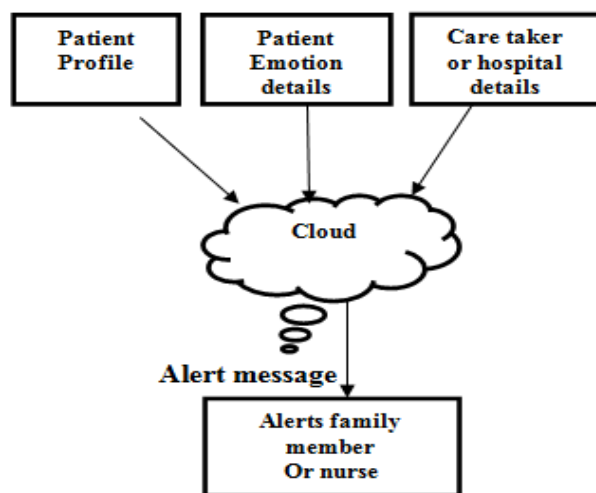 Patient
Profile
Patient
Emotion
details
Care taker
or hospital
details
Cloud
Alert message
Alerts family
member
Or nurse